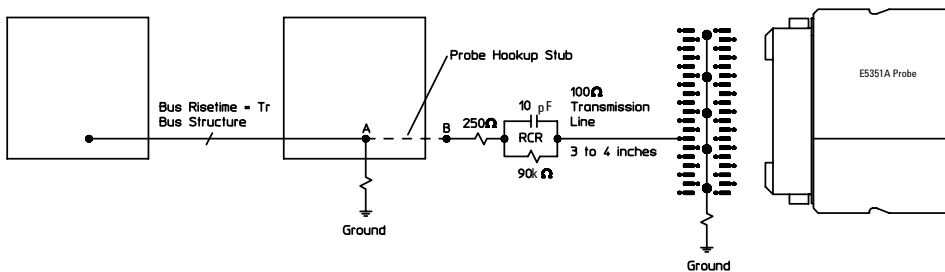 E5351A Probe
Probe Hookup Stub
Bus Risetime = Tr
Bus Structure
A
B
250Ω
10 pF
RCR
90k Ω
100Ω
Transmission
Line
3 to 4 inches
Ground
Ground